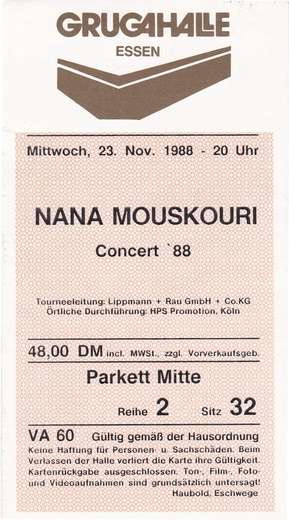 GRUGAHALLE
ESSEN
Mittwoch, 23. Nov. 1988 - 20 Uhr
NANA MOUSKOURI
Concert `88
Tourneeleitung: Lippmann + Rau GmbH + Co.KG
Örtliche Durchführung: HPS Promotion, Köln
48,00 DM incl. MWSt., zzgl. Vorverkaufsgeb.
Parkett Mitte
Reihe 2 Sitz 32
VA 60 Gültig gemäß der Hausordnung
Keine Haftung für Personen- u. Sachschäden. Beim
Verlassen der Halle verliert die Karte ihre Gültigkeit.
Kartenrückgabe ausgeschlossen. Ton-, Film-, Foto-
und Videoaufnahmen sind grundsätzlich untersagt!
Haubold, Eschwege